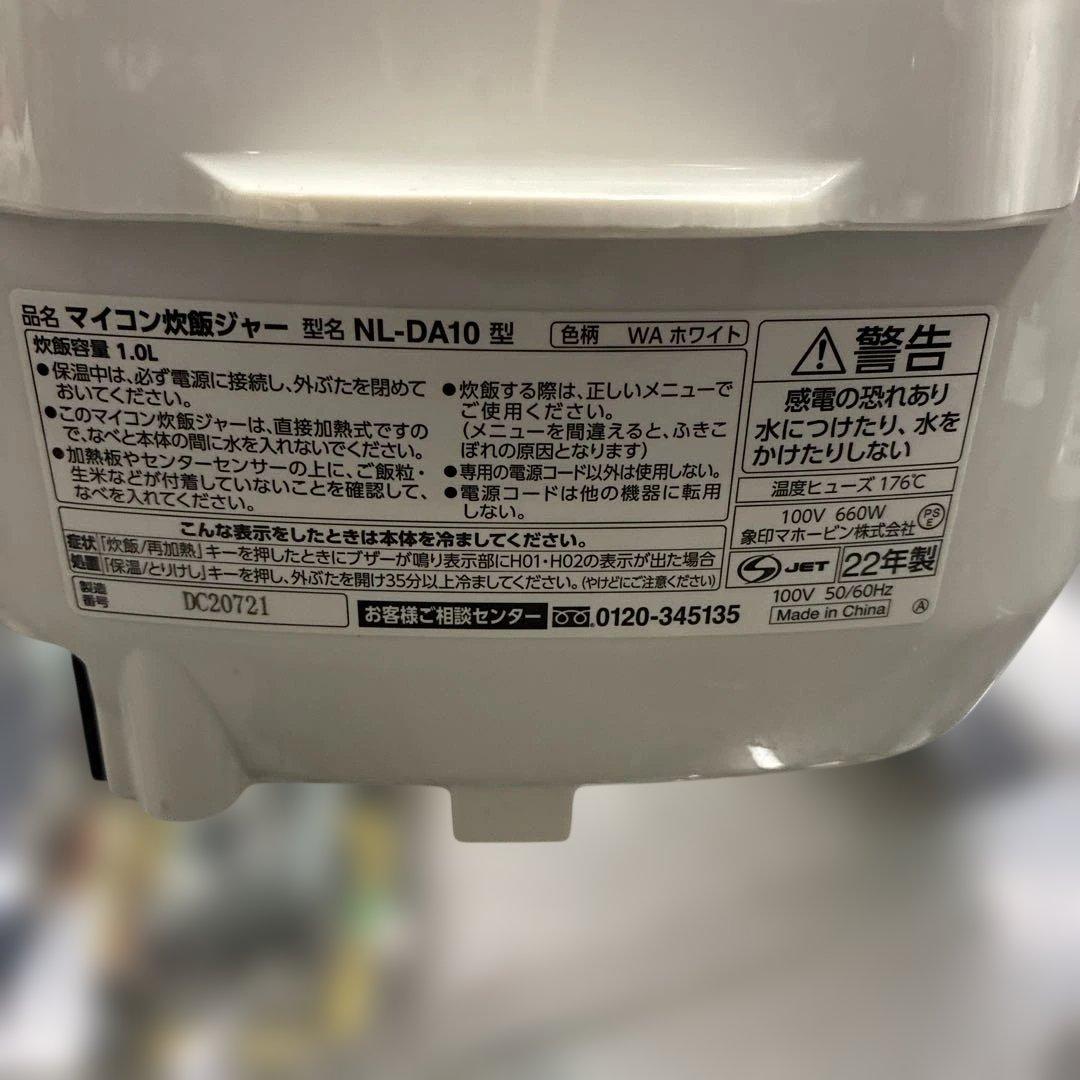 品名 マイコン炊飯ジャー 型名 NL-DA10 型 色柄 WA ホワイト
炊飯容量 1.0L
●保温中は、必ず電源に接続し、外ぶたを閉めて
おいてください。
●このマイコン炊飯ジャーは、直接加熱式ですの
で、なべと本体の間に水を入れないでください。
●加熱板やセンターセンサーの上に、ご飯粒・
生米などが付着していないことを確認して、
なべを入れてください。
●炊飯する際は、正しいメニューで
ご使用ください。
(メニューを間違えると、ふきこ
ぼれの原因となります)
●専用の電源コード以外は使用しない。
●電源コードは他の機器に転用
しない。
こんな表示をしたときは本体を冷ましてください。
症状 「炊飯/再加熱」キーを押したときにブザーが鳴り表示部にH01・H02の表示が出た場合
処置 「保温/とりけし」キーを押し、外ぶたを開け35分以上冷ましてください。(やけどにご注意ください)
製造
番号 DC20721
お客様ご相談センター 0120-345135
⚠警告
感電の恐れあり
水につけたり、水を
かけたりしない
温度ヒューズ 176℃
100V 660W
象印マホービン株式会社 PSE
JET 22年製
100V 50/60Hz
Made in China Ⓐ